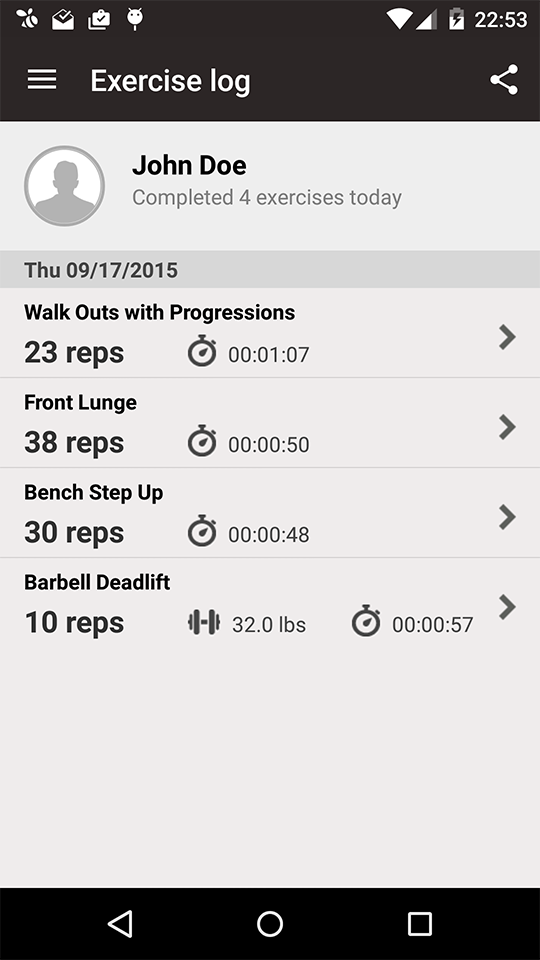 22:53
Exercise log
John Doe
Completed 4 exercises today
Thu 09/17/2015
Walk Outs with Progressions
23 reps 00:01:07
Front Lunge
38 reps 00:00:50
Bench Step Up
30 reps 00:00:48
Barbell Deadlift
10 reps 32.0 lbs 00:00:57